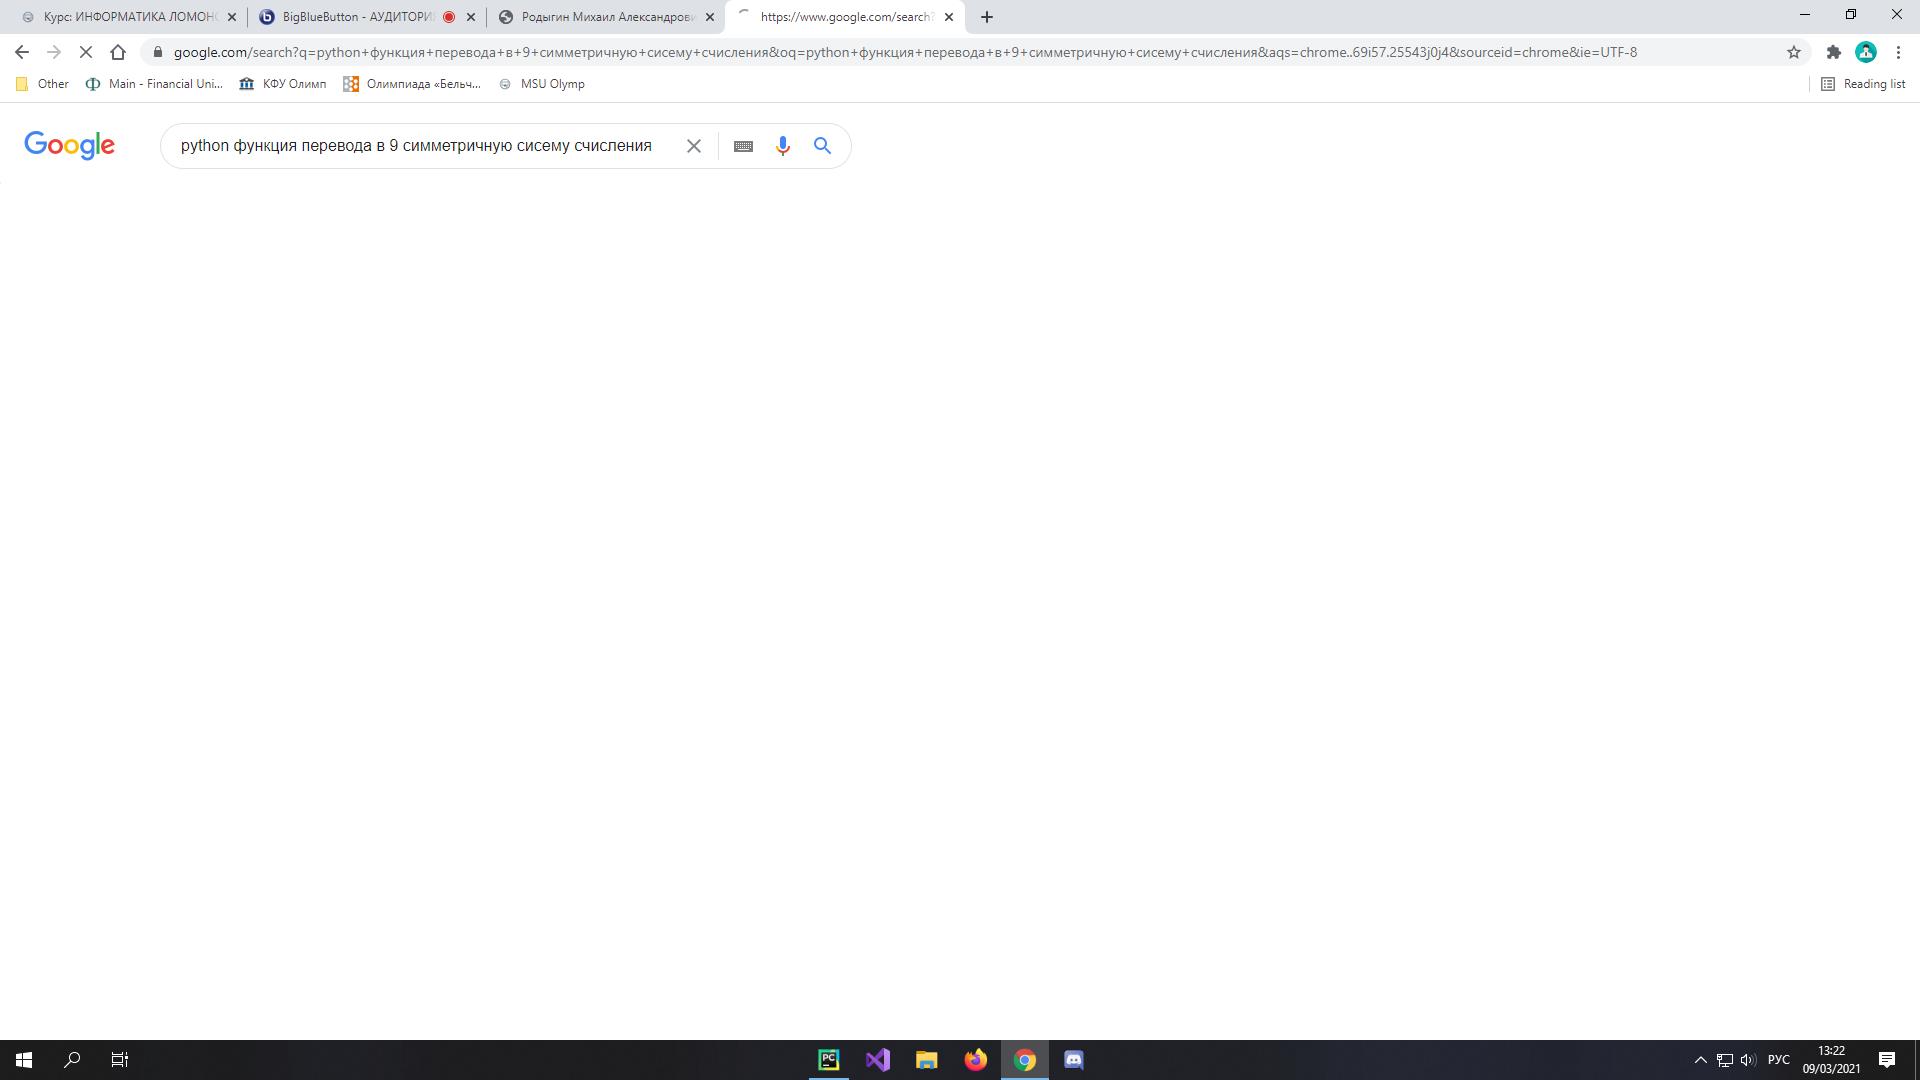 Курс: ИНФОРМАТИКА ЛОМОНО
BigBlueButton - АУДИТОРИ
Родыгин Михаил Александрови
https://www.google.com/search?
google.com/search?q=python+функция+перевода+в+9+симметричную+сисему+счисления&oq=python+функция+перевода+в+9+симметричную+сисему+счисления&aqs=chrome..69i57.25543j0j4&sourceid=chrome&ie=UTF-8
Other
Main - Financial Uni...
КФУ Олимп
Олимпиада «Бельч...
MSU Olymp
Reading list
Google
python функция перевода в 9 симметричную сисему счисления
PC
РУС
13:22
09/03/2021